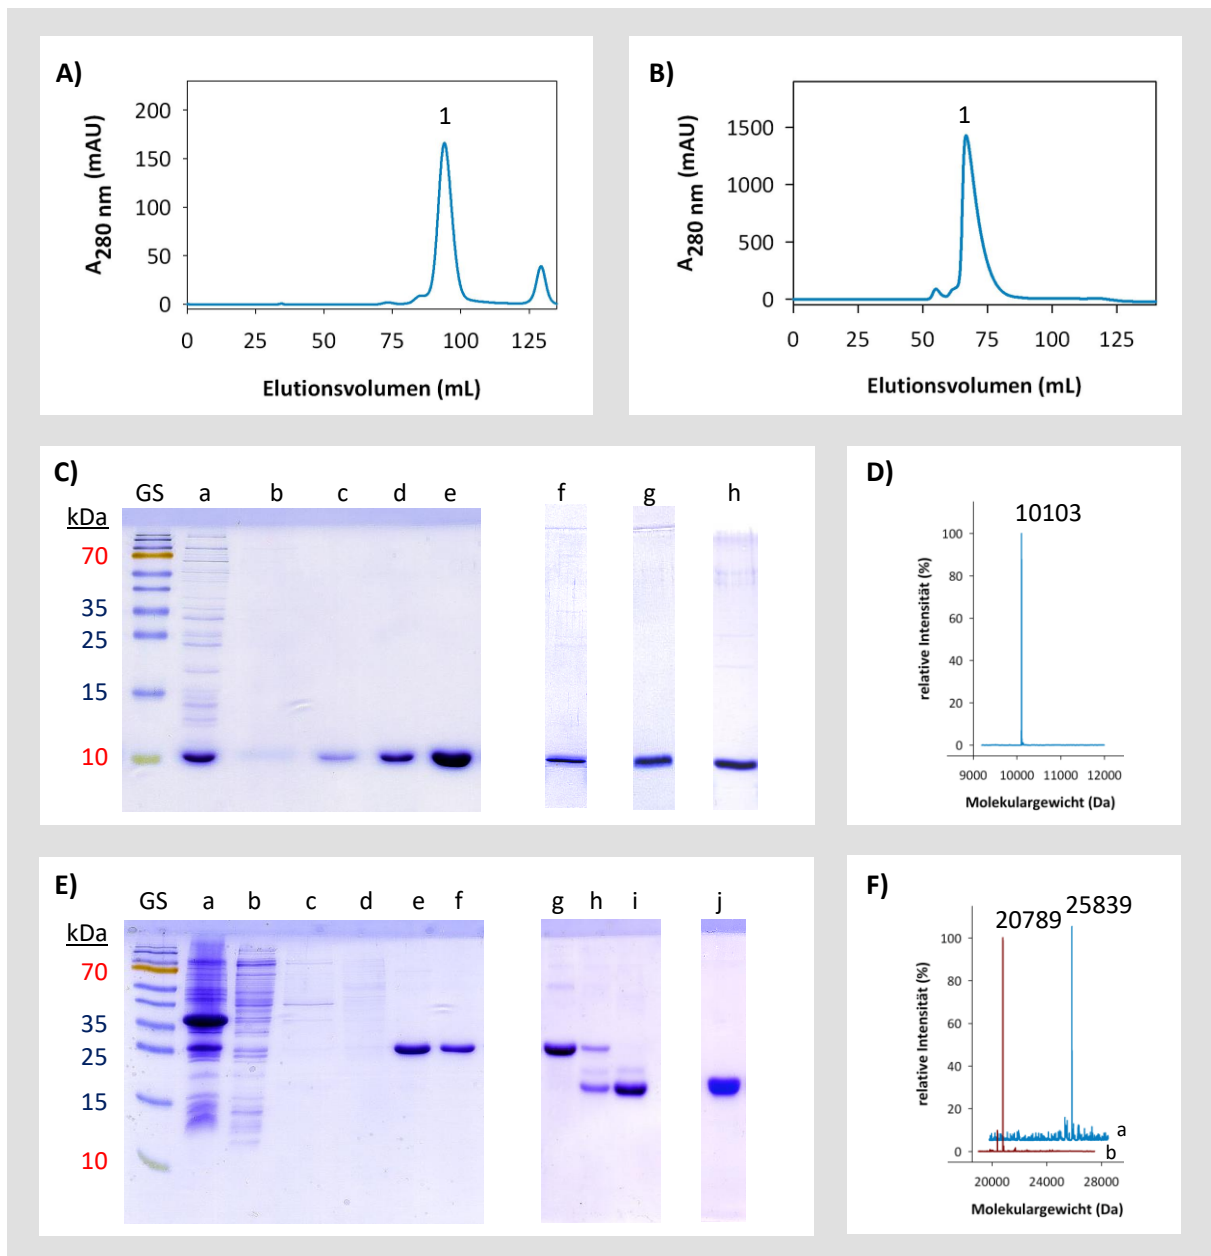 A)
1
A280 nm (mAU)
200
150
100
50
0
0 25 50 75 100 125
Elutionsvolumen (mL)
B)
1
A280 nm (mAU)
1500
1000
500
0
0 25 50 75 100 125
Elutionsvolumen (mL)
C)
GS a b c d e f g h
kDa
70
35
25
15
10
D)
10103
relative Intensität (%)
100
80
60
40
20
0
9000 10000 11000 12000
Molekulargewicht (Da)
E)
GS a b c d e f g h i j
kDa
70
35
25
15
10
F)
20789 25839
relative Intensität (%)
100
80
60
40
20
0
a
b
20000 24000 28000
Molekulargewicht (Da)